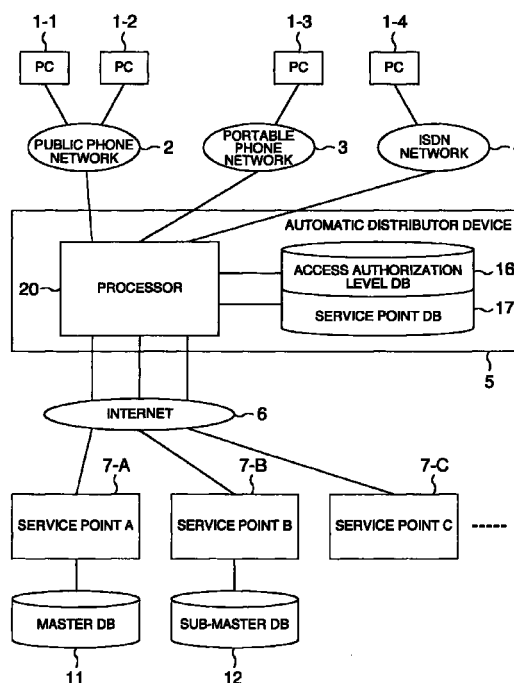 1-1
1-2
1-3
1-4
PC
PC
PC
PC
PUBLIC PHONE
NETWORK
2
PORTABLE
PHONE
NETWORK
3
ISDN
NETWORK
AUTOMATIC DISTRIBUTOR DEVICE
20
PROCESSOR
ACCESS AUTHORIZATION
LEVEL DB
16
SERVICE POINT DB
17
5
INTERNET
6
7-A
7-B
7-C
SERVICE POINT A
SERVICE POINT B
SERVICE POINT C
MASTER DB
SUB-MASTER DB
11
12